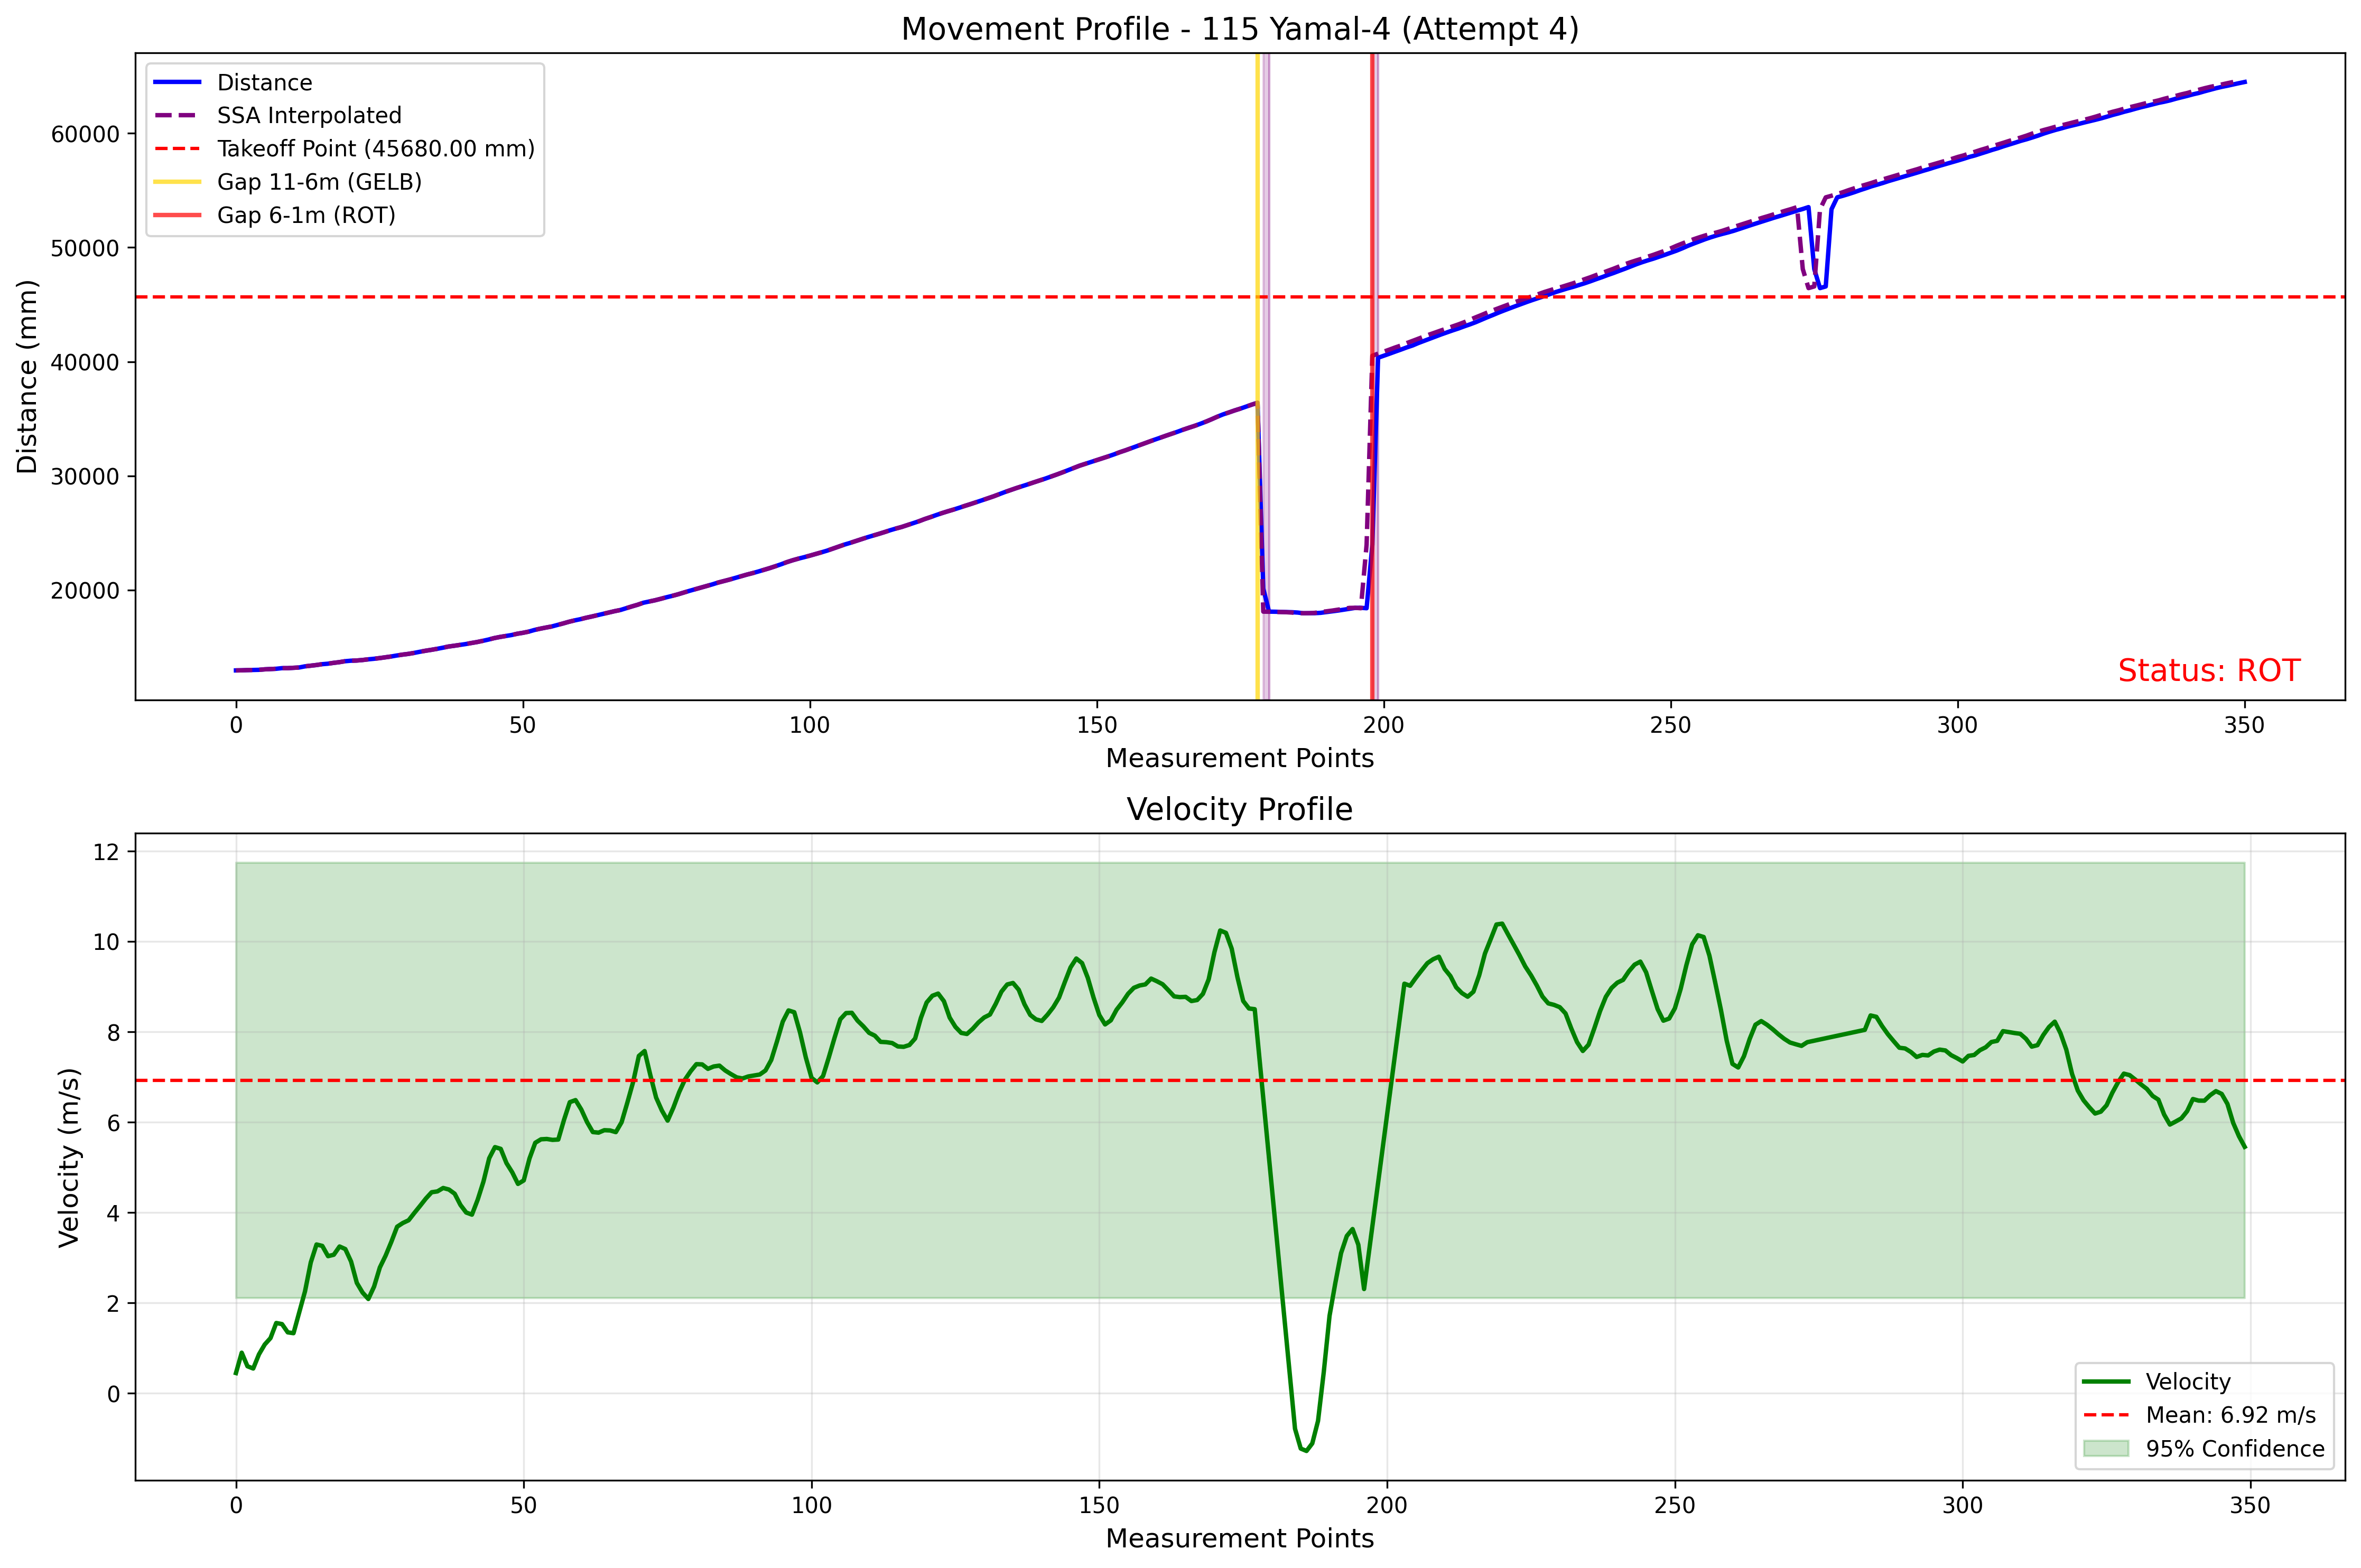 Movement Profile - 115 Yamal-4 (Attempt 4)
Distance
SSA Interpolated
Takeoff Point (45680.00 mm)
Gap 11-6m (GELB)
Gap 6-1m (ROT)
Distance (mm)
60000
50000
40000
30000
20000
Status: ROT
0 50 100 150 200 250 300 350
Measurement Points
Velocity Profile
Velocity (m/s)
12
10
8
6
4
2
0
Velocity
Mean: 6.92 m/s
95% Confidence
0 50 100 150 200 250 300 350
Measurement Points